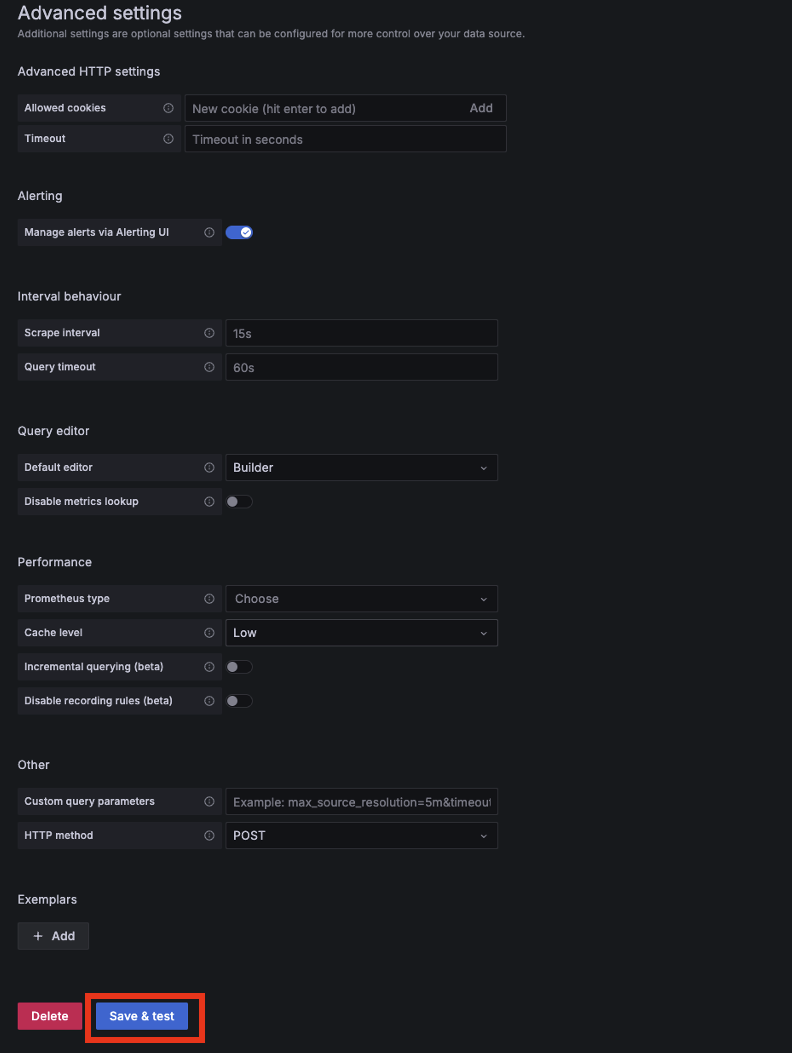 Advanced settings
Additional settings are optional settings that can be configured for more control over your data source.
Advanced HTTP settings
Allowed cookies New cookie (hit enter to add) Add
Timeout Timeout in seconds
Alerting
Manage alerts via Alerting UI
Interval behaviour
Scrape interval 15s
Query timeout 60s
Query editor
Default editor Builder
Disable metrics lookup
Performance
Prometheus type Choose
Cache level Low
Incremental querying (beta)
Disable recording rules (beta)
Other
Custom query parameters Example: max_source_resolution=5m&timeout
HTTP method POST
Exemplars
+ Add
Delete Save & test